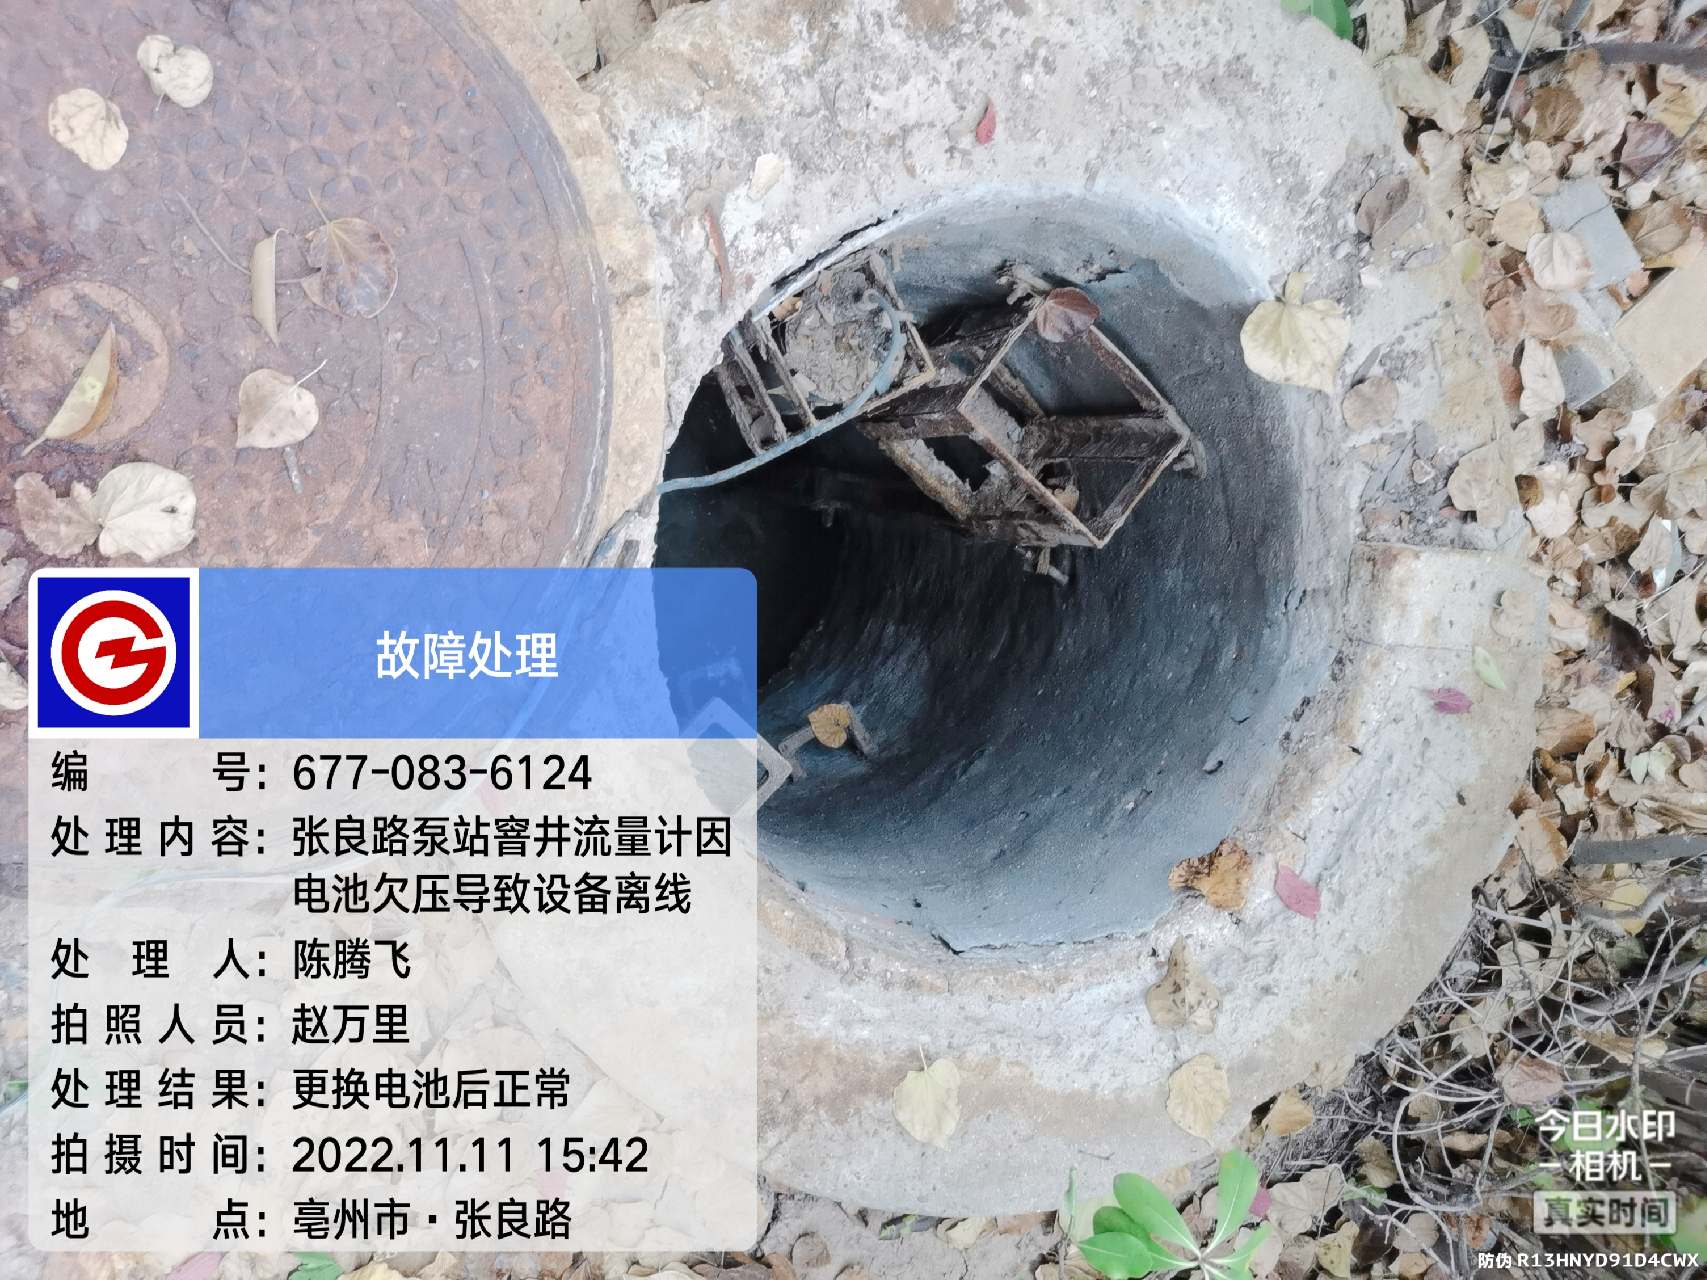 故障处理
编号：677-083-6124
处理内容：张良路泵站窨井流量计因
电池欠压导致设备离线
处理人：陈腾飞
拍照人员：赵万里
处理结果：更换电池后正常
拍摄时间：2022.11.11 15:42
地点：亳州市·张良路
今日水印
相机
真实时间
防伪 R13HNYD91D4CWX